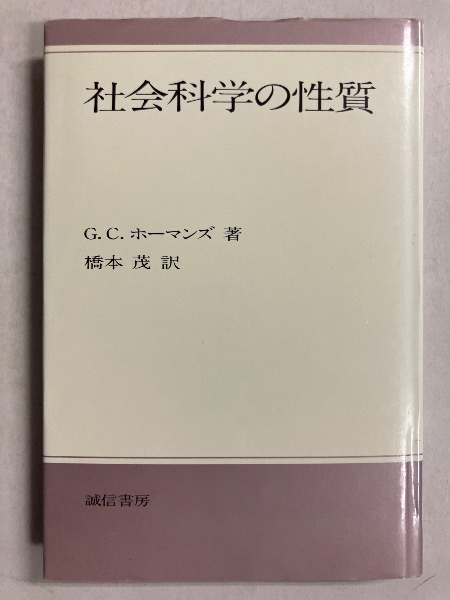 社会科学の性質
G.C.ホーマンズ 著
橋本 茂 訳
誠信書房